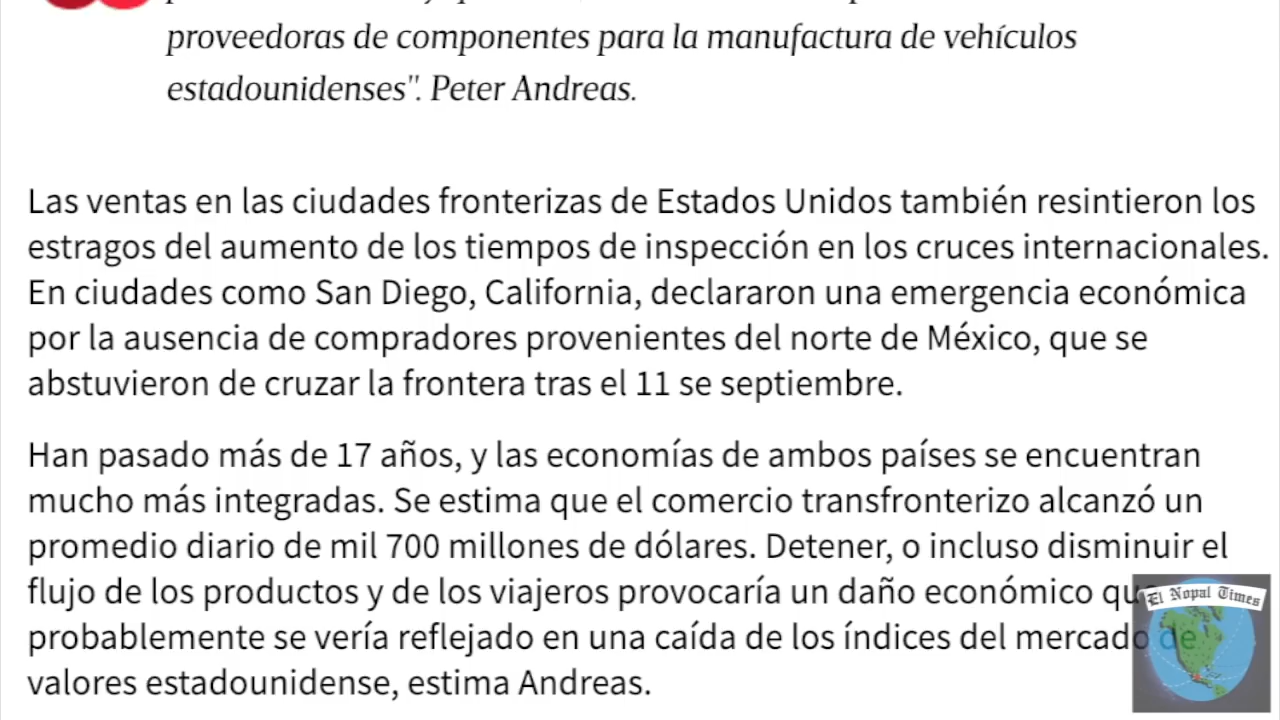 proveedoras de componentes para la manufactura de vehículos
estadounidenses". Peter Andreas.
Las ventas en las ciudades fronterizas de Estados Unidos también resintieron los
estragos del aumento de los tiempos de inspección en los cruces internacionales.
En ciudades como San Diego, California, declararon una emergencia económica
por la ausencia de compradores provenientes del norte de México, que se
abstuvieron de cruzar la frontera tras el 11 se septiembre.
Han pasado más de 17 años, y las economías de ambos países se encuentran
mucho más integradas. Se estima que el comercio transfronterizo alcanzó un
promedio diario de mil 700 millones de dólares. Detener, o incluso disminuir el
flujo de los productos y de los viajeros provocaría un daño económico que
probablemente se vería reflejado en una caída de los índices del mercado de
valores estadounidense, estima Andreas.
El Nopal Times